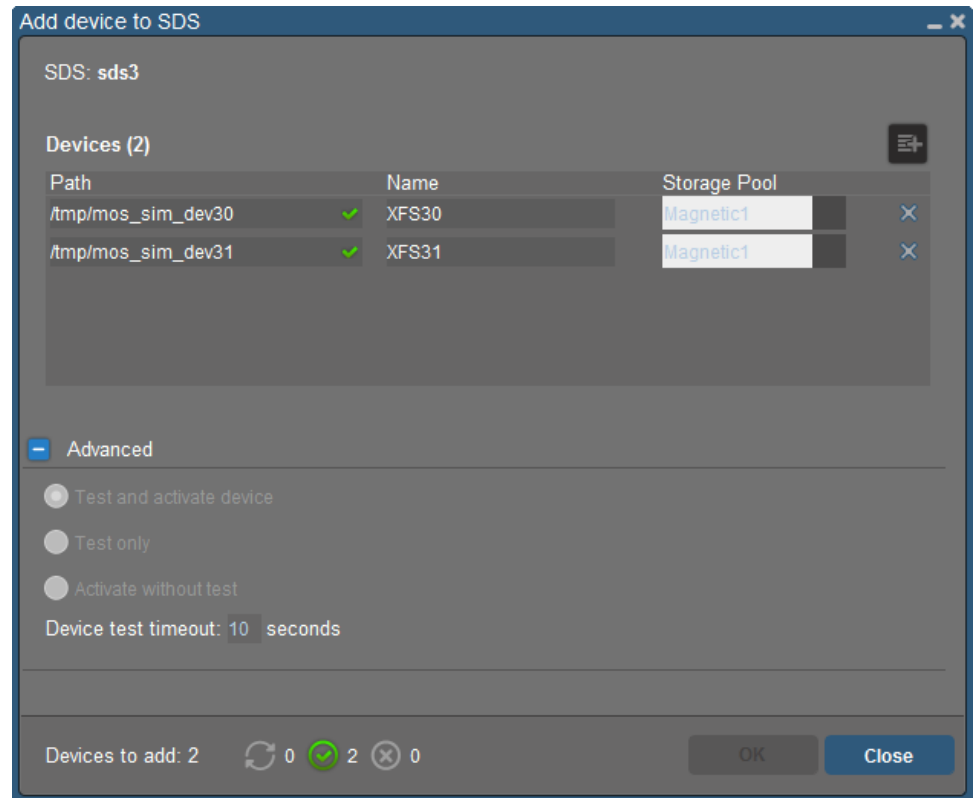 Add device to SDS
SDS: sds3
Devices (2)
Path Name Storage Pool
/tmp/mos_sim_dev30 XFS30 Magnetic1
/tmp/mos_sim_dev31 XFS31 Magnetic1
Advanced
Test and activate device
Test only
Activate without test
Device test timeout: 10 seconds
Devices to add: 2 0 2 0 OK Close